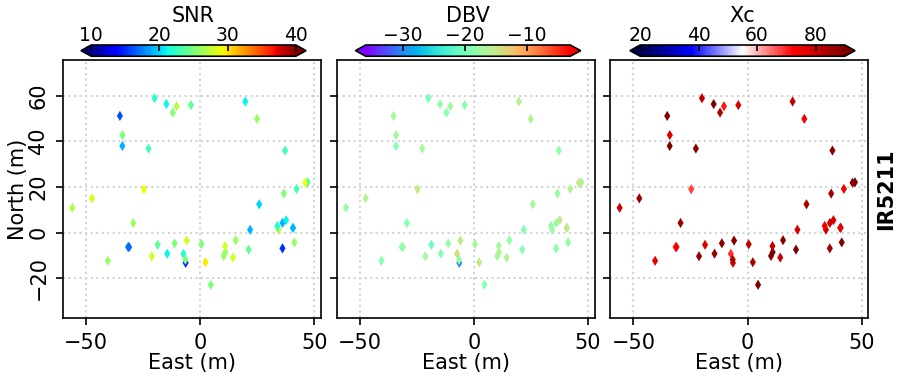 SNR DBV Xc
10 20 30 40 −30 −20 −10 20 40 60 80
60
40
20
0
−20
North (m)
IR5211
−50 0 50 −50 0 50 −50 0 50
East (m) East (m) East (m)